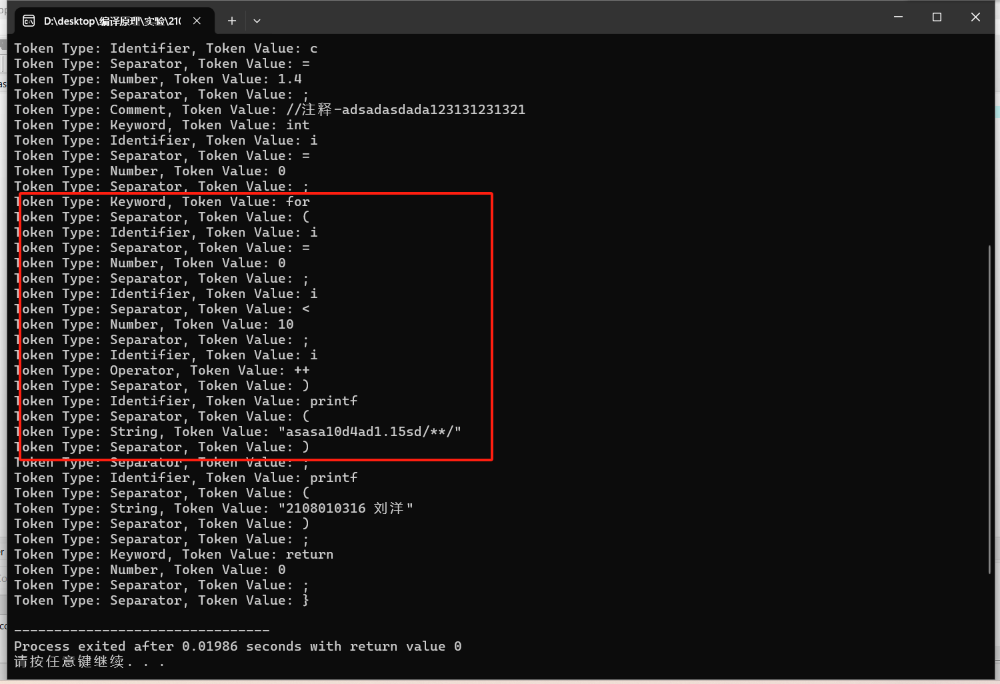 D:\desktop\编译原理\实验\210
Token Type: Identifier, Token Value: c
Token Type: Separator, Token Value: =
Token Type: Number, Token Value: 1.4
Token Type: Separator, Token Value: ;
Token Type: Comment, Token Value: //注释-adsadasdada123131231321
Token Type: Keyword, Token Value: int
Token Type: Identifier, Token Value: i
Token Type: Separator, Token Value: =
Token Type: Number, Token Value: 0
Token Type: Separator, Token Value: ;
Token Type: Keyword, Token Value: for
Token Type: Separator, Token Value: (
Token Type: Identifier, Token Value: i
Token Type: Separator, Token Value: =
Token Type: Number, Token Value: 0
Token Type: Separator, Token Value: ;
Token Type: Identifier, Token Value: i
Token Type: Separator, Token Value: <
Token Type: Number, Token Value: 10
Token Type: Separator, Token Value: ;
Token Type: Identifier, Token Value: i
Token Type: Operator, Token Value: ++
Token Type: Separator, Token Value: )
Token Type: Identifier, Token Value: printf
Token Type: Separator, Token Value: (
Token Type: String, Token Value: "asasa10d4ad1.15sd/**/"
Token Type: Separator, Token Value: )
Token Type: Separator, Token Value: ;
Token Type: Identifier, Token Value: printf
Token Type: Separator, Token Value: (
Token Type: String, Token Value: "2108010316 刘洋"
Token Type: Separator, Token Value: )
Token Type: Separator, Token Value: ;
Token Type: Keyword, Token Value: return
Token Type: Number, Token Value: 0
Token Type: Separator, Token Value: ;
Token Type: Separator, Token Value: }
--------------------------------
Process exited after 0.01986 seconds with return value 0
请按任意键继续. . .